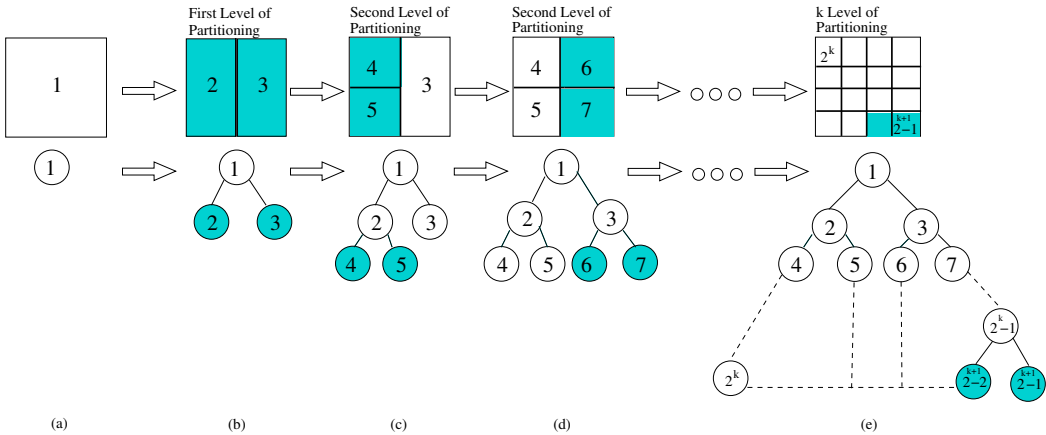 First Level of
Partitioning
Second Level of
Partitioning
Second Level of
Partitioning
k Level of
Partitioning
1
2 3
4
5
3
4 6
5 7
2^k
2^{k+1}-1
1
1
2 3
1
2 3
4 5
1
2 3
4 5 6 7
1
2 3
4 5 6 7
2^k-1
2^k
2^{k+1}-2
2^{k+1}-1
(a) (b) (c) (d) (e)